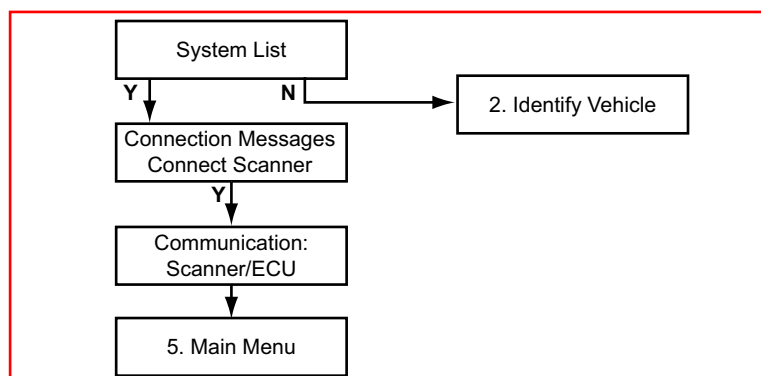 System List
Y
N
2. Identify Vehicle
Connection Messages
Connect Scanner
Y
Communication:
Scanner/ECU
5. Main Menu